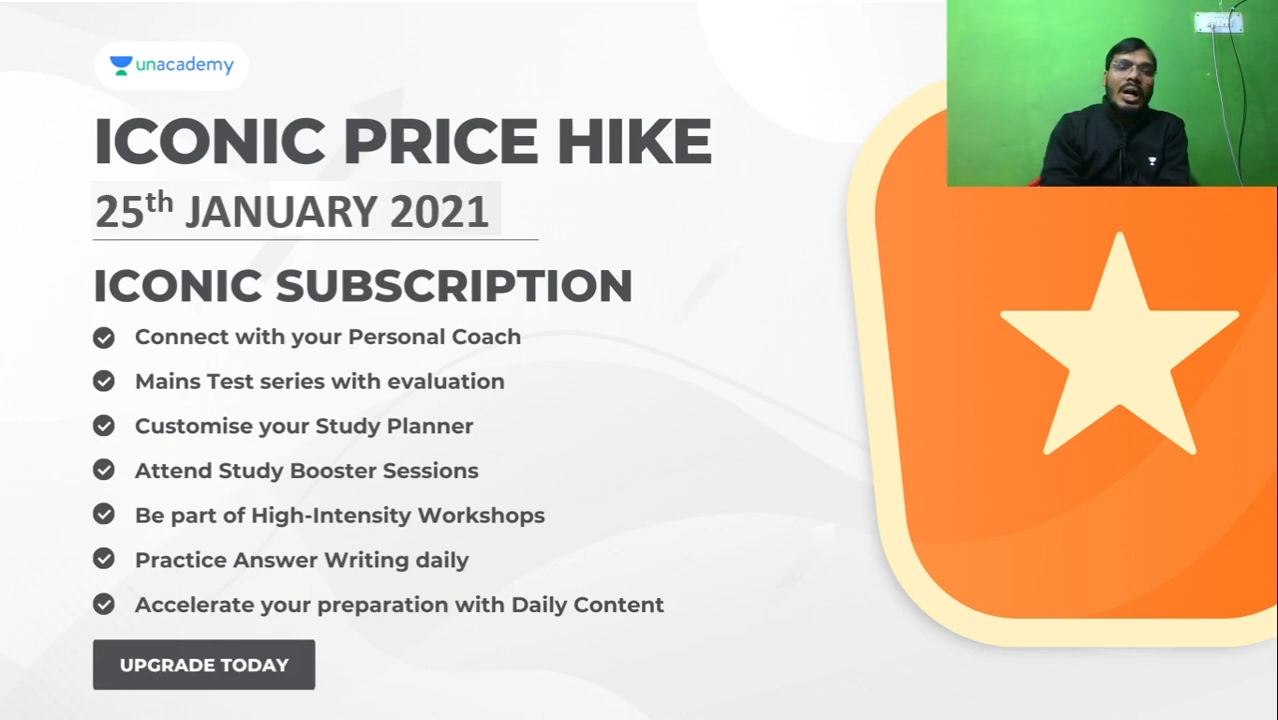 unacademy
ICONIC PRICE HIKE
25th JANUARY 2021
ICONIC SUBSCRIPTION
Connect with your Personal Coach
Mains Test series with evaluation
Customise your Study Planner
Attend Study Booster Sessions
Be part of High-Intensity Workshops
Practice Answer Writing daily
Accelerate your preparation with Daily Content
UPGRADE TODAY